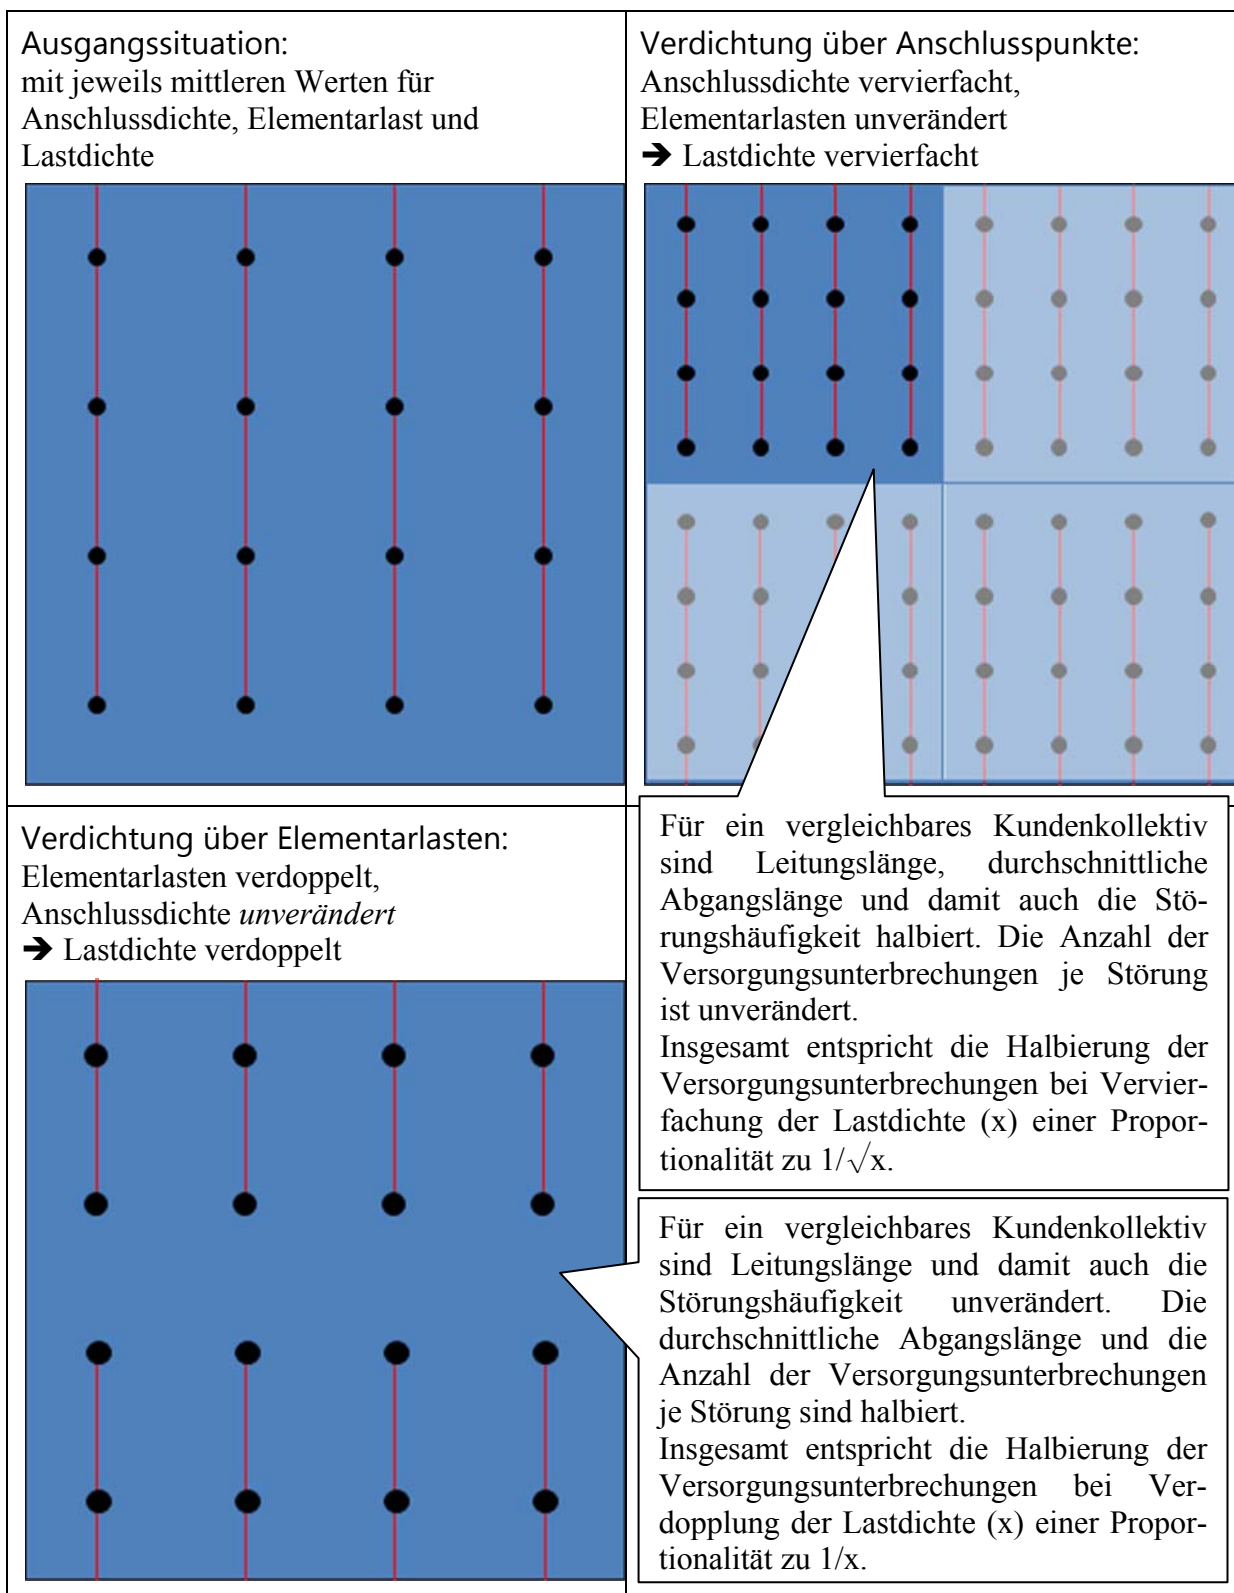 Ausgangssituation:
mit jeweils mittleren Werten für
Anschlussdichte, Elementarlast und
Lastdichte
Verdichtung über Anschlusspunkte:
Anschlussdichte vervierfacht,
Elementarlasten unverändert
➔ Lastdichte vervierfacht
Verdichtung über Elementarlasten:
Elementarlasten verdoppelt,
Anschlussdichte unverändert
➔ Lastdichte verdoppelt
Für ein vergleichbares Kundenkollektiv
sind Leitungslänge, durchschnittliche
Abgangslänge und damit auch die Stö-
rungshäufigkeit halbiert. Die Anzahl der
Versorgungsunterbrechungen je Störung
ist unverändert.
Insgesamt entspricht die Halbierung der
Versorgungsunterbrechungen bei Vervier-
fachung der Lastdichte (x) einer Propor-
tionalität zu 1/√x.
Für ein vergleichbares Kundenkollektiv
sind Leitungslänge und damit auch die
Störungshäufigkeit unverändert. Die
durchschnittliche Abgangslänge und die
Anzahl der Versorgungsunterbrechungen
je Störung sind halbiert.
Insgesamt entspricht die Halbierung der
Versorgungsunterbrechungen bei Ver-
dopplung der Lastdichte (x) einer Propor-
tionalität zu 1/x.